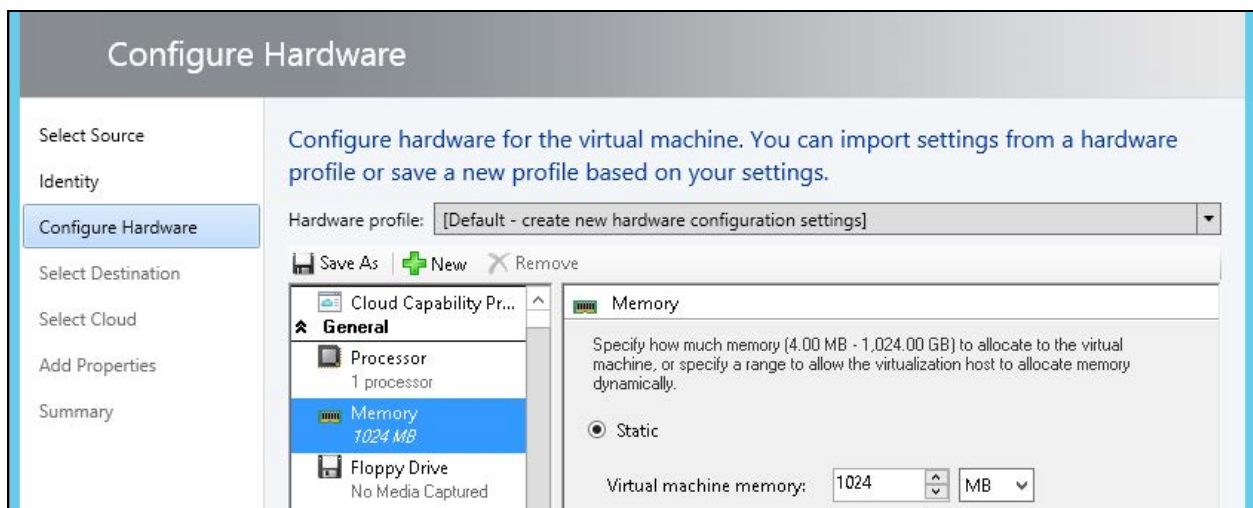 Configure Hardware
Select Source
Identity
Configure Hardware
Select Destination
Select Cloud
Add Properties
Summary
Configure hardware for the virtual machine. You can import settings from a hardware
profile or save a new profile based on your settings.
Hardware profile: [Default - create new hardware configuration settings]
Save As New Remove
Cloud Capability Pr...
General
Processor
1 processor
Memory
1024 MB
Floppy Drive
No Media Captured
Memory
Specify how much memory (4.00 MB - 1,024.00 GB) to allocate to the virtual
machine, or specify a range to allow the virtualization host to allocate memory
dynamically.
Static
Virtual machine memory: 1024 MB